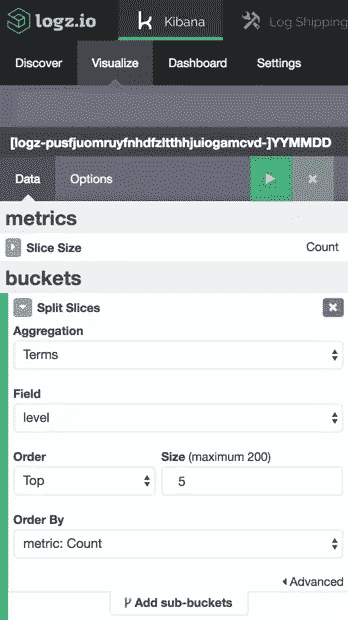 logz.io Kibana Log Shipping
Discover Visualize Dashboard Settings
[logz-pusfjuomruyfnhdfzltthhjuiogamcvd-]YYMMDD
Data Options
metrics
Slice Size Count
buckets
Split Slices
Aggregation
Terms
Field
level
Order Size (maximum 200)
Top 5
Order By
metric: Count
Advanced
Add sub-buckets